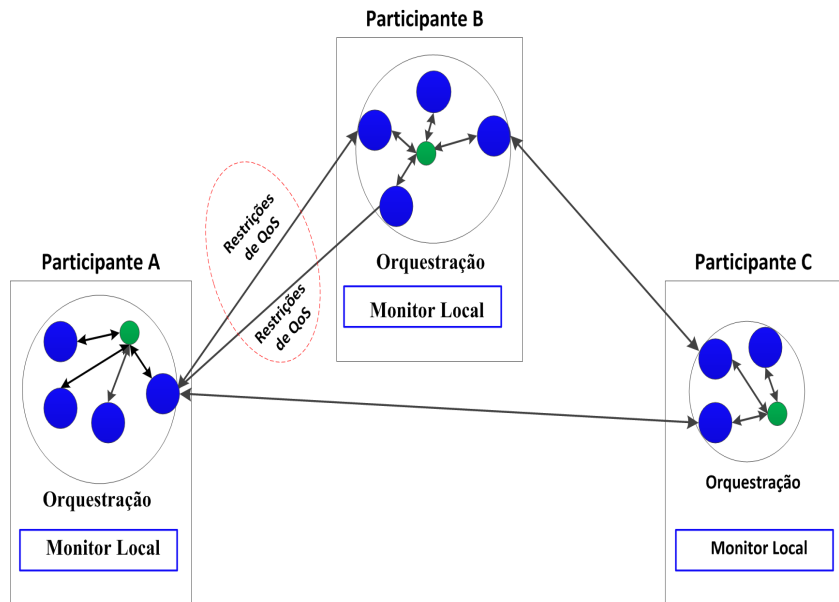 Participante B
Restrições
de QoS
Restrições
de QoS
Orquestração
Monitor Local
Participante A
Orquestração
Monitor Local
Participante C
Orquestração
Monitor Local